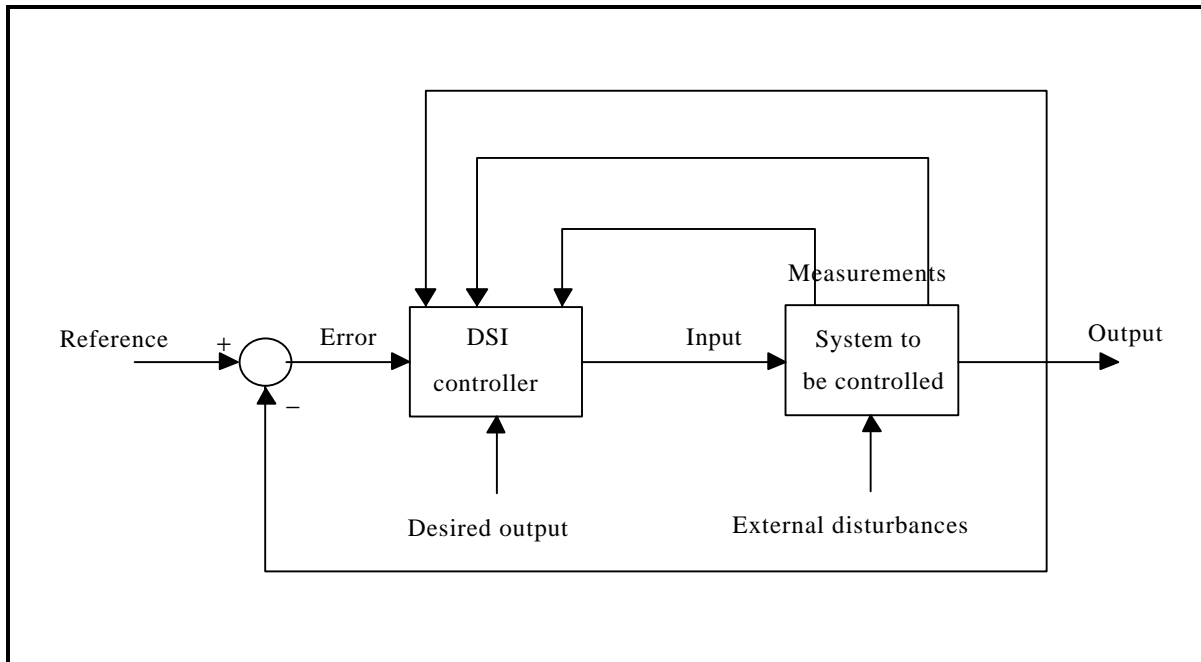 Measurements
Reference
+
Error
DSI
controller
Input
System to
be controlled
Output
−
Desired output
External disturbances